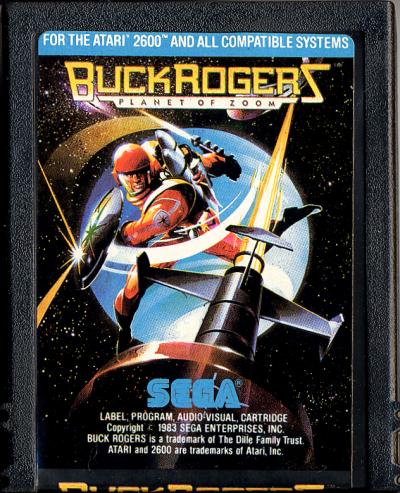 FOR THE ATARI® 2600™ AND ALL COMPATIBLE SYSTEMS
BUCK ROGERS
PLANET OF ZOOM
SEGA®
LABEL, PROGRAM, AUDIO-VISUAL, CARTRIDGE
Copyright © 1983 SEGA ENTERPRISES, INC.
BUCK ROGERS is a trademark of The Dille Family Trust.
ATARI and 2600 are trademarks of Atari, Inc.
BUCK ROGERS